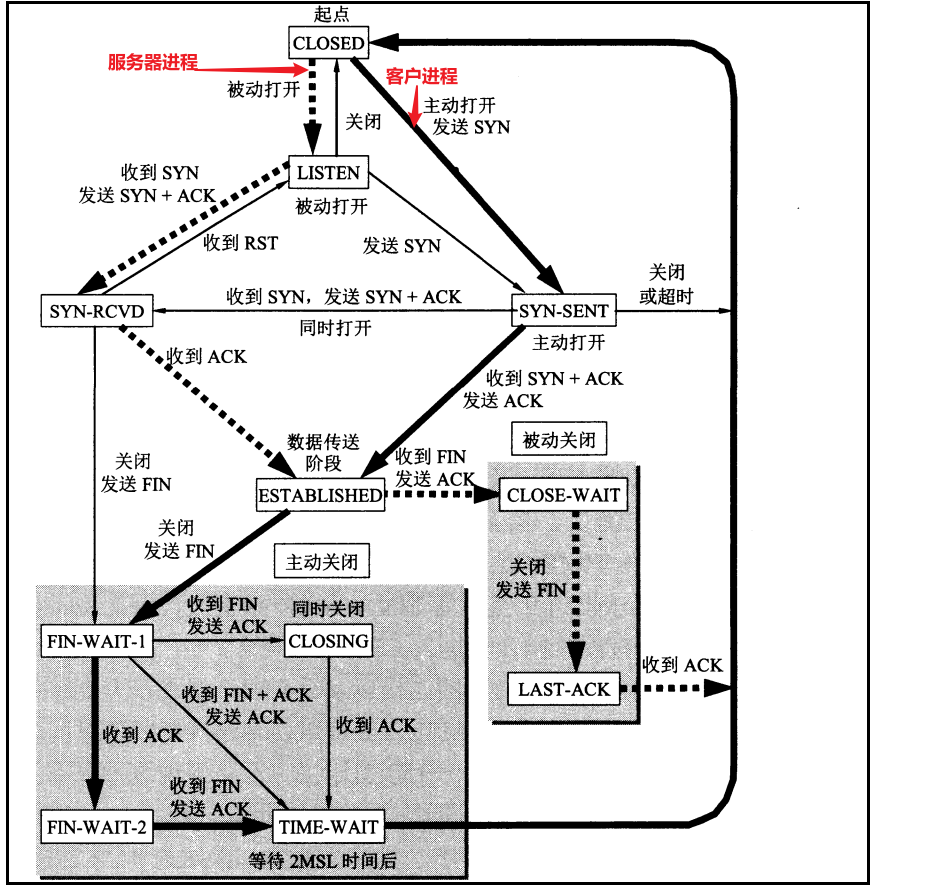 起点
CLOSED
服务器进程
被动打开
客户进程
主动打开
发送 SYN
关闭
收到 SYN
发送 SYN + ACK
LISTEN
被动打开
收到 RST
发送 SYN
关闭
或超时
收到 SYN，发送 SYN + ACK
SYN-RCVD
SYN-SENT
同时打开
主动打开
收到 ACK
收到 SYN + ACK
发送 ACK
数据传送
阶段
被动关闭
收到 FIN
发送 ACK
关闭
发送 FIN
ESTABLISHED
CLOSE-WAIT
关闭
发送 FIN
主动关闭
关闭
发送 FIN
收到 FIN
发送 ACK
同时关闭
FIN-WAIT-1
CLOSING
LAST-ACK
收到 ACK
收到 FIN + ACK
发送 ACK
收到 ACK
收到 ACK
收到 FIN
发送 ACK
FIN-WAIT-2
TIME-WAIT
等待 2MSL 时间后